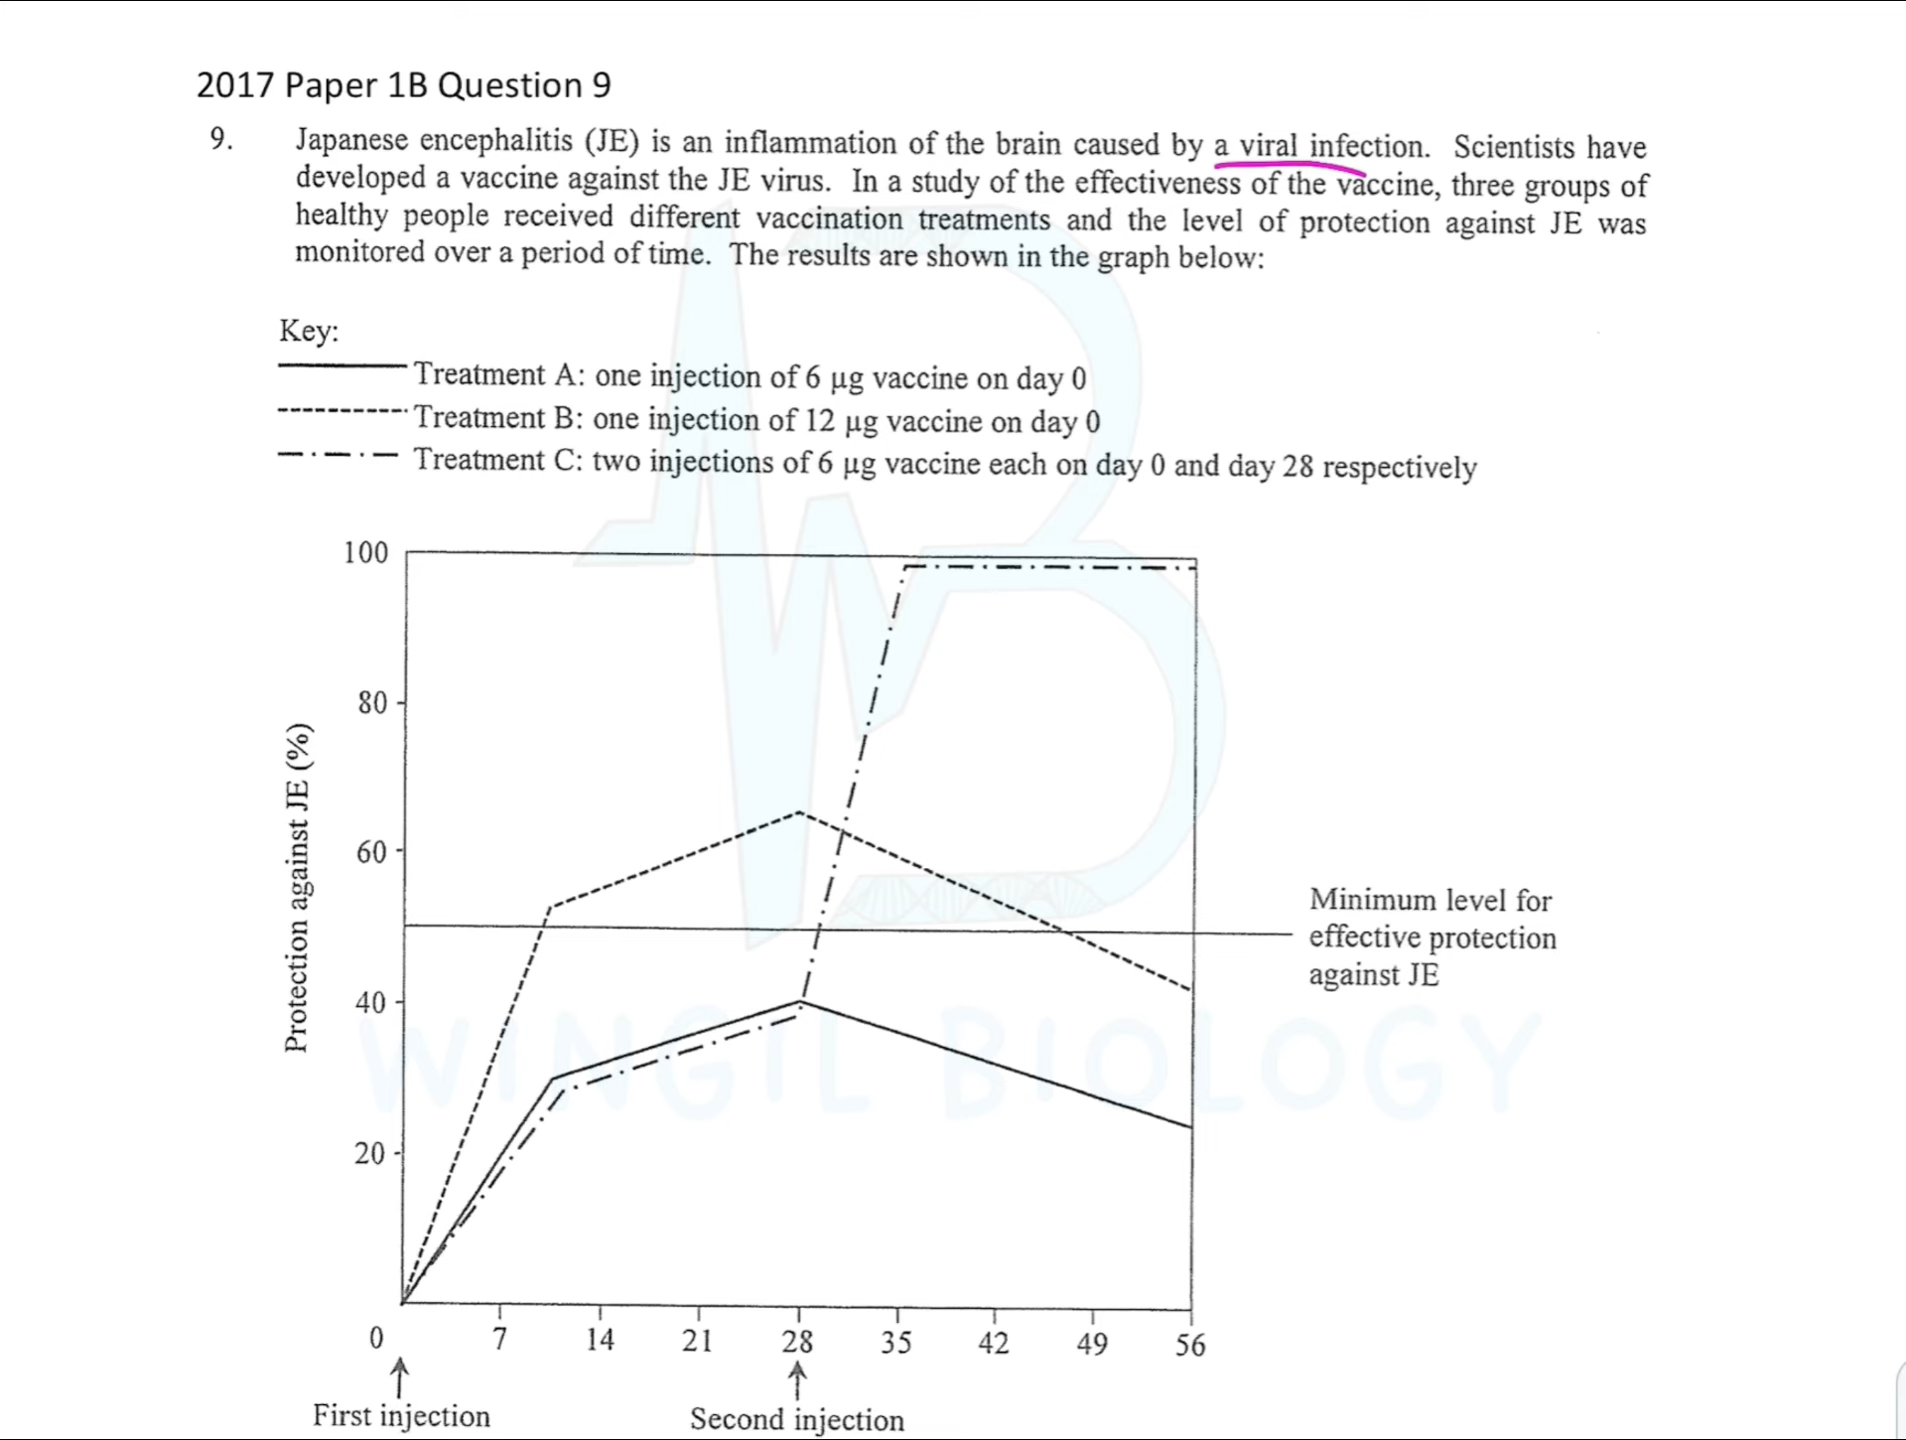 2017 Paper 1B Question 9
9. Japanese encephalitis (JE) is an inflammation of the brain caused by a viral infection. Scientists have
developed a vaccine against the JE virus. In a study of the effectiveness of the vaccine, three groups of
healthy people received different vaccination treatments and the level of protection against JE was
monitored over a period of time. The results are shown in the graph below:
Key:
Treatment A: one injection of 6 µg vaccine on day 0
Treatment B: one injection of 12 µg vaccine on day 0
Treatment C: two injections of 6 µg vaccine each on day 0 and day 28 respectively
100
80
60
40
20
Protection against JE (%)
Minimum level for
effective protection
against JE
WINGIL BIOLOGY
0 7 14 21 28 35 42 49 56
First injection
Second injection